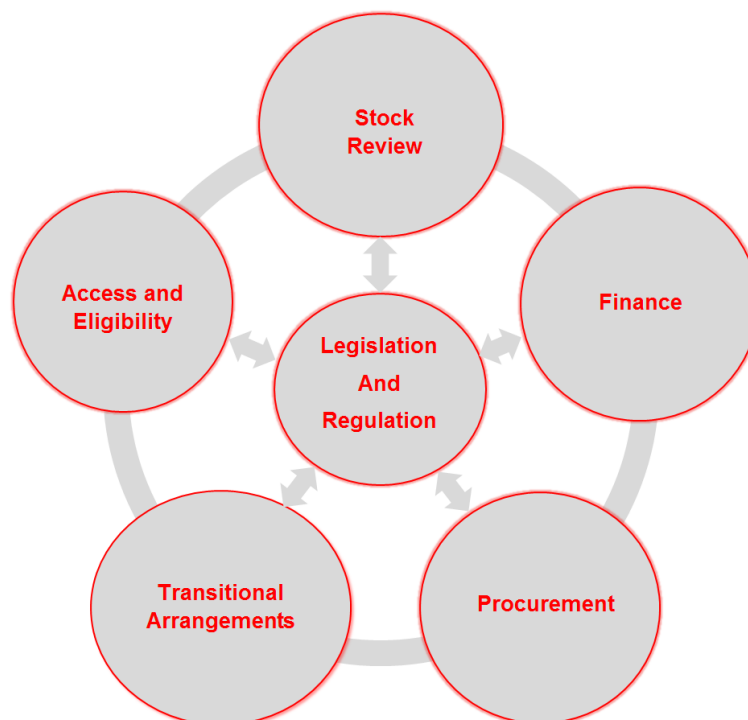 Stock
Review
Access and
Eligibility
Finance
Legislation
And
Regulation
Transitional
Arrangements
Procurement